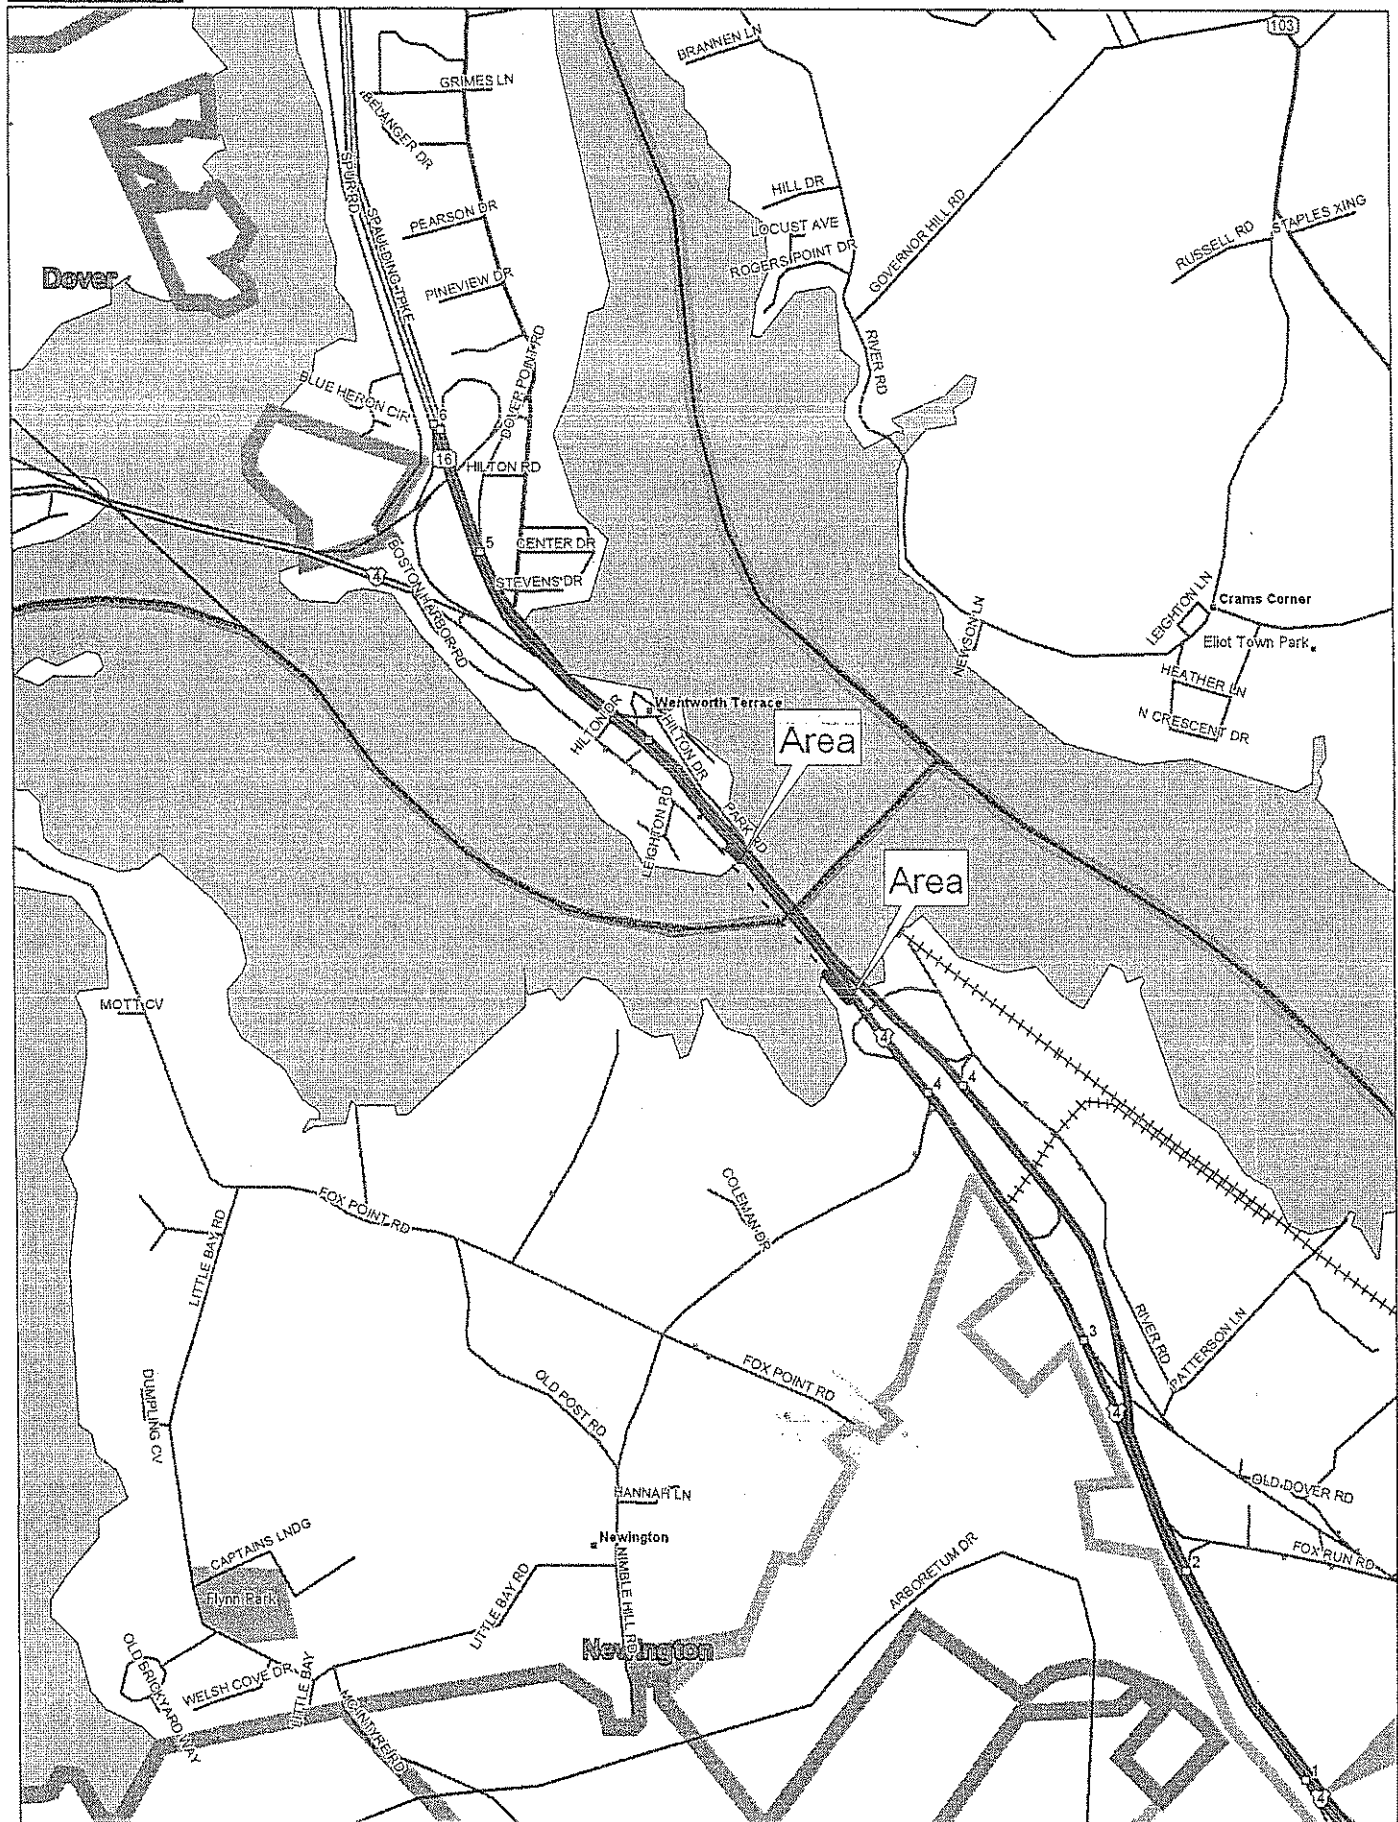 103
BRANNEN LN
GRIMES LN
BELANGER DR
SPUR RD
SPAULDING TPKE
HILL DR
PEARSON DR
LOCUST AVE
ROGERS POINT DR
GOVERNOR HILL RD
RUSSELL RD
STAPLES XING
Dover
PINEVIEW DR
DOVER POINT RD
RIVER RD
BLUE HERON CIR
6
16
HILTON RD
5
CENTER DR
STEVENS DR
4
BOSTON HARBOR RD
LEIGHTON LN
Crams Corner
NEWSON LN
Eliot Town Park
HEATHER LN
N CRESCENT DR
Wentworth Terrace
HILTON DR
HILTON DR
Area
PARK RD
LEIGHTON RD
Area
MOTT CV
4
4
4
COLEMAN DR
FOX POINT RD
LITTLE BAY RD
RIVER RD
PATTERSON LN
3
FOX POINT RD
DUMPLING CV
OLD POST RD
4
OLD DOVER RD
HANNAH LN
CAPTAINS LNDG
Newington
FOX RUN RD
2
ARBORETUM DR
NIMBLE HILL RD
LITTLE BAY RD
Flynn Park
Newington
OLD BRICKYARD WAY
WELSH COVE DR
LITTLE BAY
MCINTYRE RD
1
4